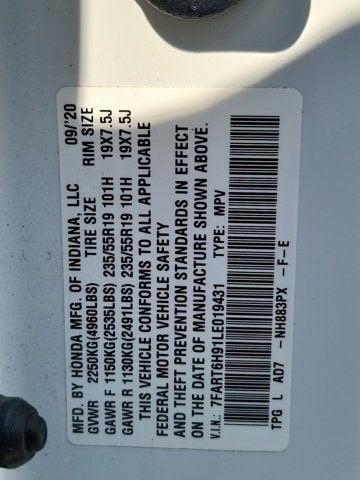 MFD. BY HONDA MFG. OF INDIANA, LLC 09/'20
GVWR 2250KG(4960LBS) TIRE SIZE RIM SIZE
GAWR F 1150KG(2535LBS) 235/55R19 101H 19X7.5J
GAWR R 1130KG(2491LBS) 235/55R19 101H 19X7.5J
THIS VEHICLE CONFORMS TO ALL APPLICABLE
FEDERAL MOTOR VEHICLE SAFETY
AND THEFT PREVENTION STANDARDS IN EFFECT
ON THE DATE OF MANUFACTURE SHOWN ABOVE.
V.I.N.: 7FART6H91LE019431 TYPE: MPV
TPG L AD7 -NH883PX -F-E